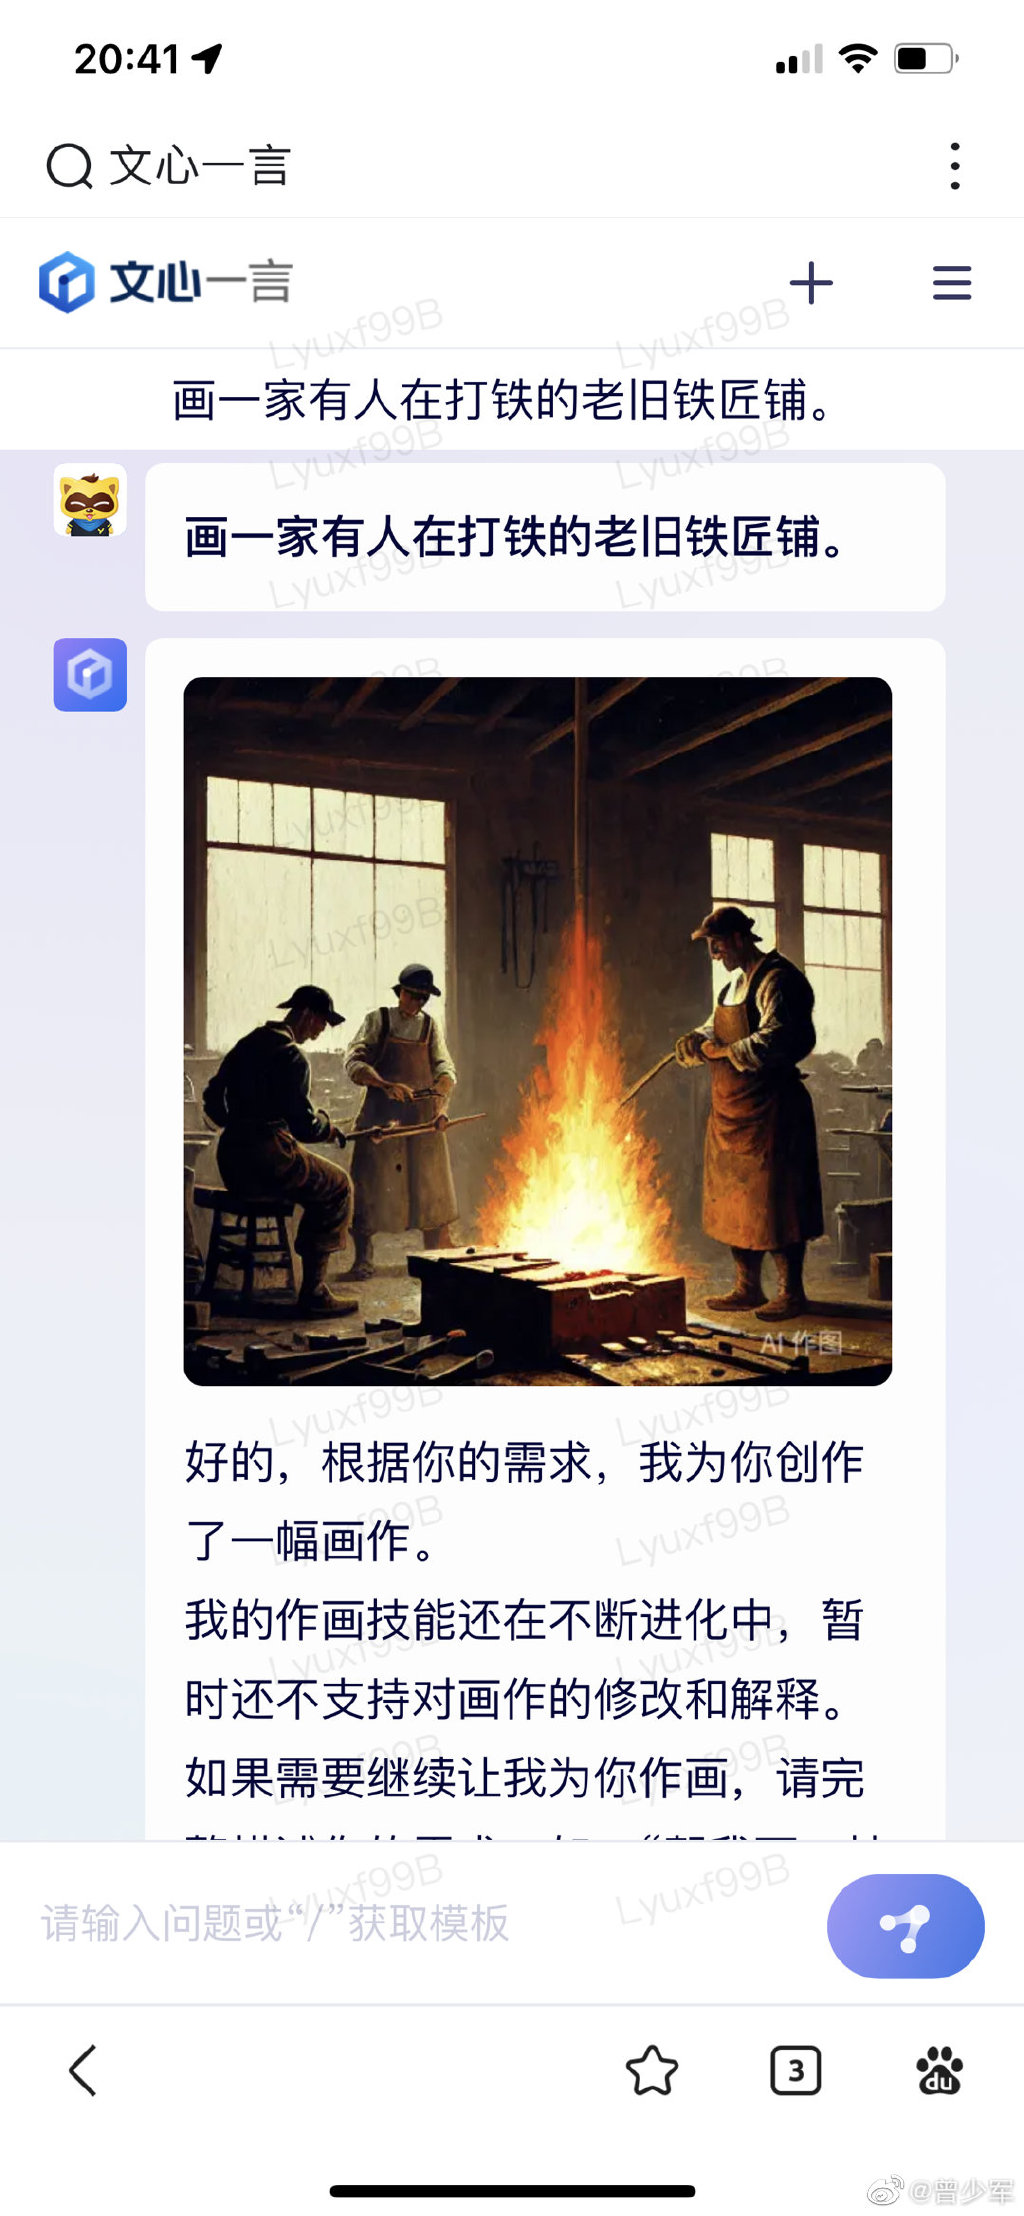 20:41
文心一言
文心一言
Lyuxf99B Lyuxf99B
画一家有人在打铁的老旧铁匠铺。
Lyuxf99B Lyuxf99B
画一家有人在打铁的老旧铁匠铺。
Lyuxf99B Lyuxf99B
AI 作图
好的，根据你的需求，我为你创作
了一幅画作。
我的作画技能还在不断进化中，暂
时还不支持对画作的修改和解释。
如果需要继续让我为你作画，请完
请输入问题或“/”获取模板
3
du
@曾少军